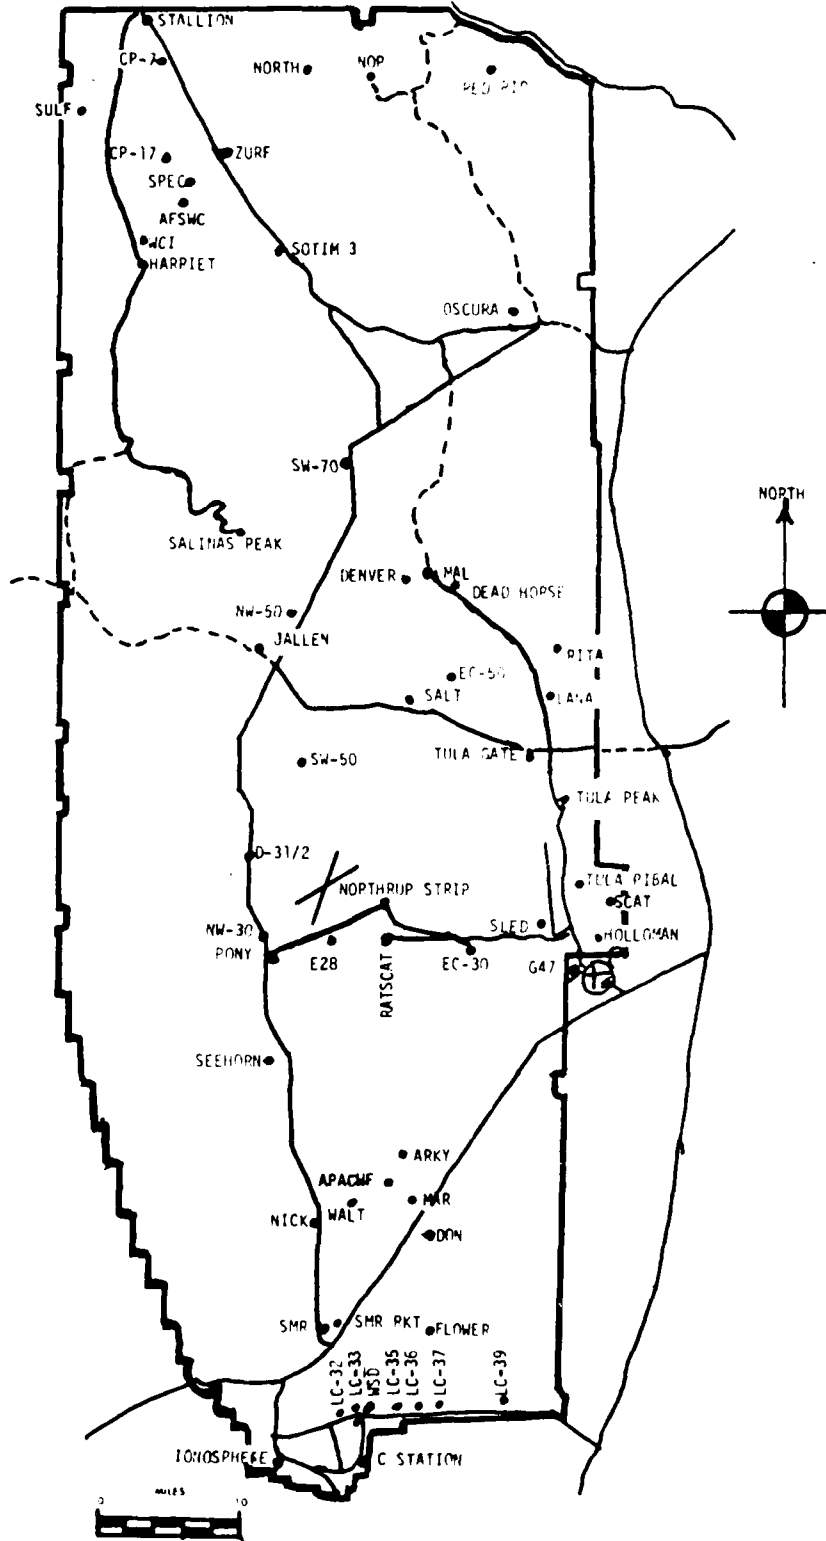 STALLION
CP-7
NORTH
NOP
RED RIO
SULF
CP-17
ZURF
SPEC
AFSWC
WCI
HARRIET
SOTIM 3
OSCURA
SW-70
NORTH
SALINAS PEAK
DENVER
MAL
DEAD HORSE
NW-50
JALLEN
RITA
EC-50
SALT
LANA
TULA GATE
SW-50
TULA PEAK
D-31/2
NORTHRUP STRIP
TULA PIBAL
SCAT
SLED
NW-30
HOLLOMAN
PONY
E28
RATSCAT
EC-30
G47
SEEHORN
ARKY
APACHE
MAR
WALT
NICK
DON
SMR
SMR RKT
FLOWER
LC-32
LC-33
WSD
LC-35
LC-36
LC-37
LC-39
IONOSPHERE
C STATION
MILES
0 10